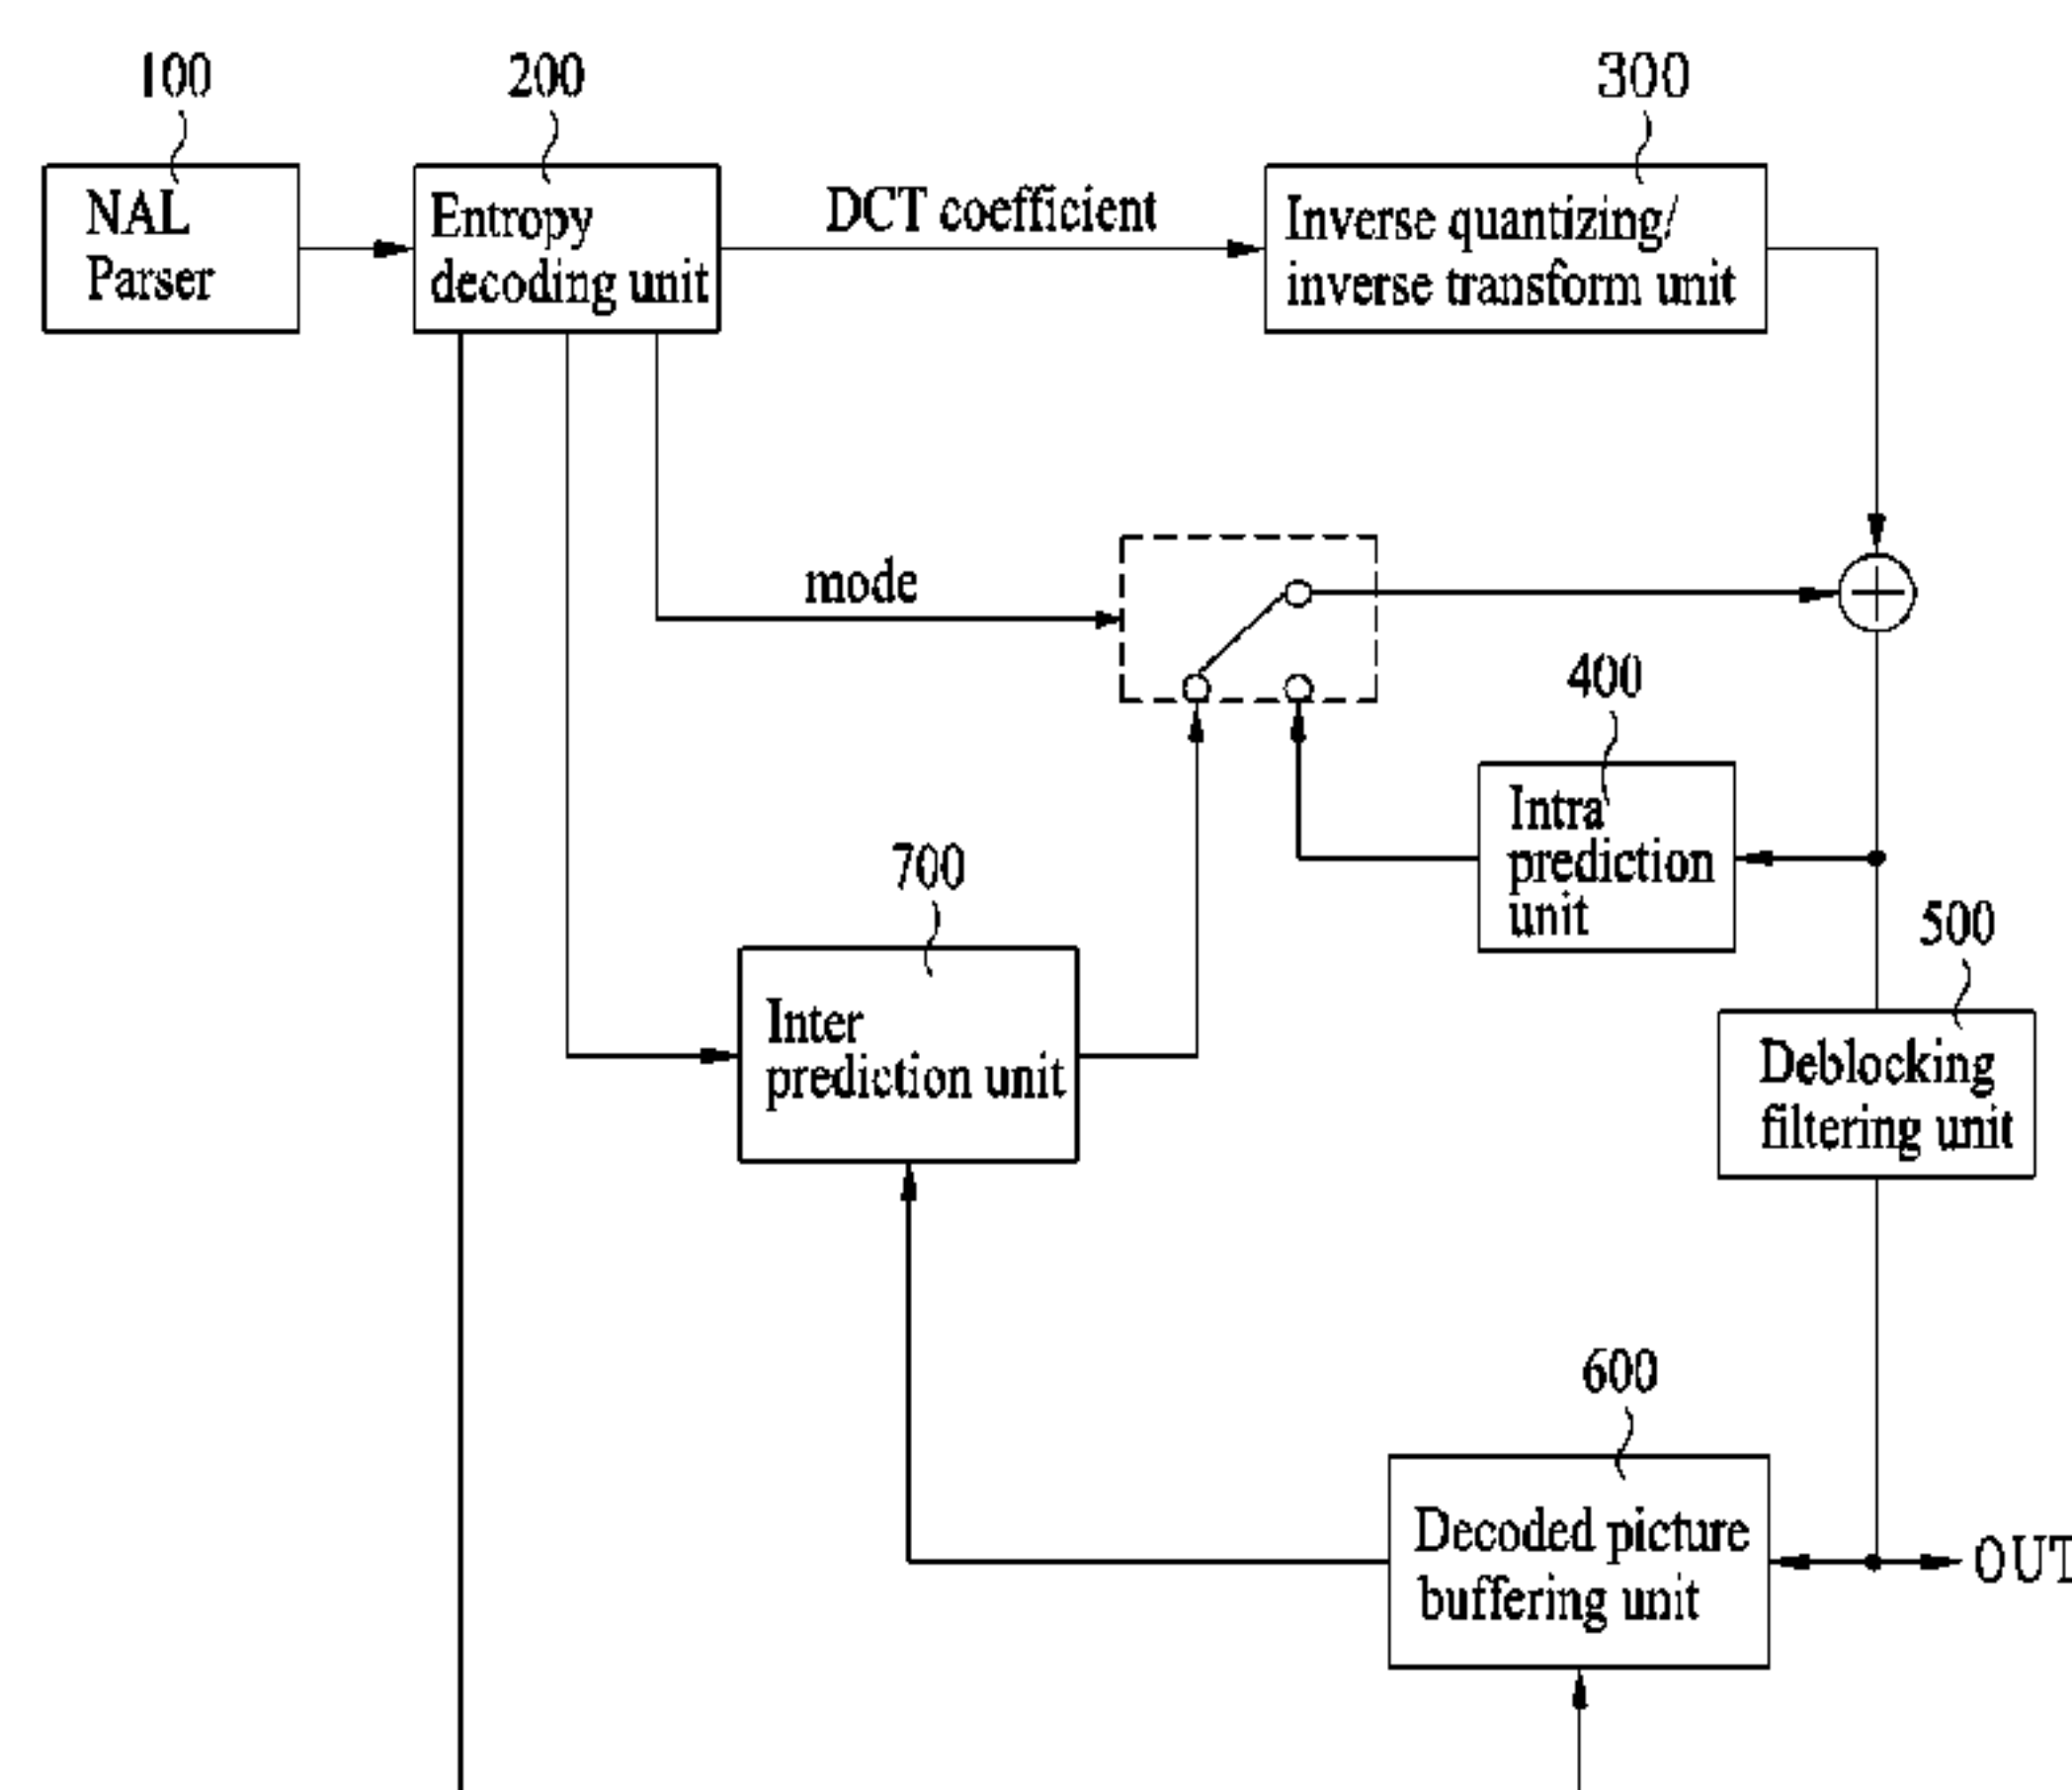 100
200
300
NAL
Parser
Entropy
decoding unit
DCT coefficient
Inverse quantizing/
inverse transform unit
mode
400
Intra
prediction
unit
700
Inter
prediction unit
500
Deblocking
filtering unit
600
Decoded picture
buffering unit
OUT